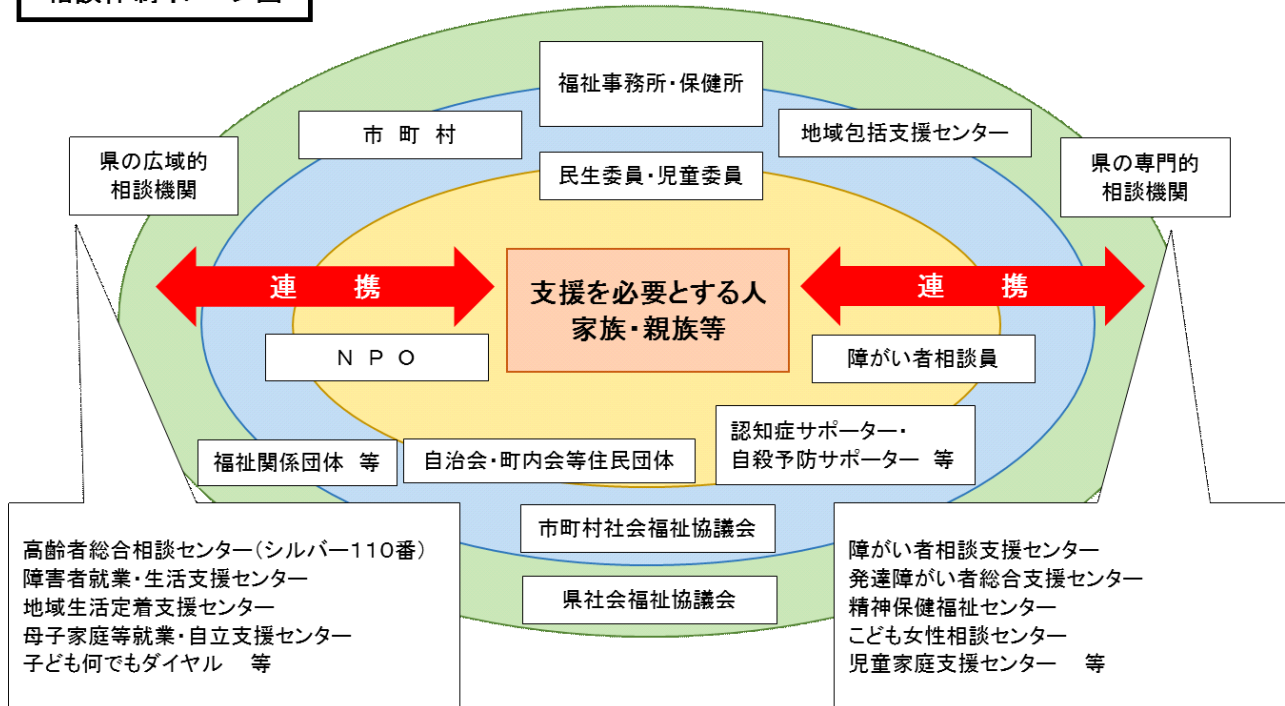 相談体制イメージ図
福祉事務所・保健所
市 町 村
地域包括支援センター
県の広域的
相談機関
民生委員・児童委員
県の専門的
相談機関
連 携
支援を必要とする人
家族・親族等
連 携
N P O
障がい者相談員
認知症サポーター・
自殺予防サポーター 等
福祉関係団体 等
自治会・町内会等住民団体
市町村社会福祉協議会
県社会福祉協議会
高齢者総合相談センター(シルバー110番)
障害者就業・生活支援センター
地域生活定着支援センター
母子家庭等就業・自立支援センター
子ども何でもダイヤル 等
障がい者相談支援センター
発達障がい者総合支援センター
精神保健福祉センター
こども女性相談センター
児童家庭支援センター 等